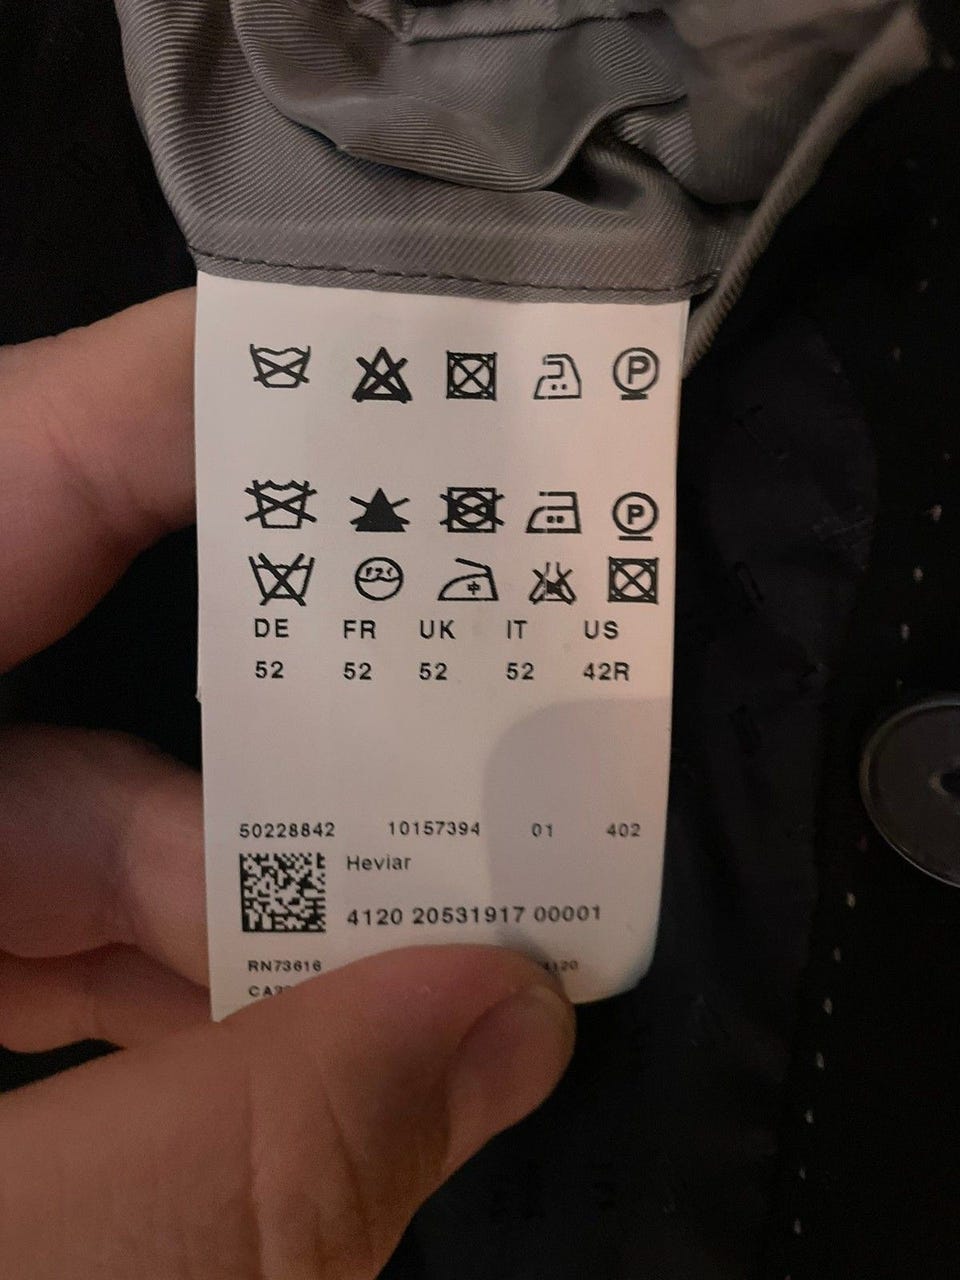 P
P
DE FR UK IT US
52 52 52 52 42R
50228842 10157394 01 402
Heviar
4120 20531917 00001
RN73616